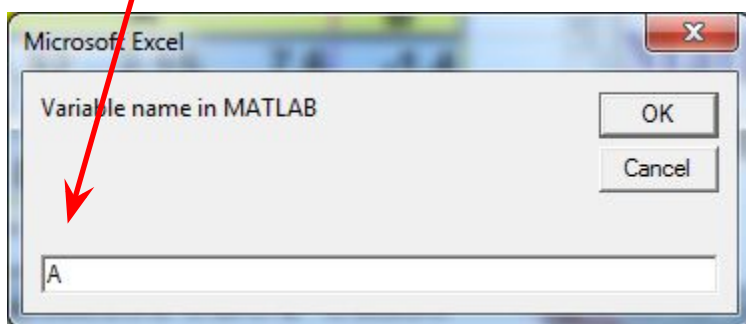 Microsoft Excel
Variable name in MATLAB
OK
Cancel
A